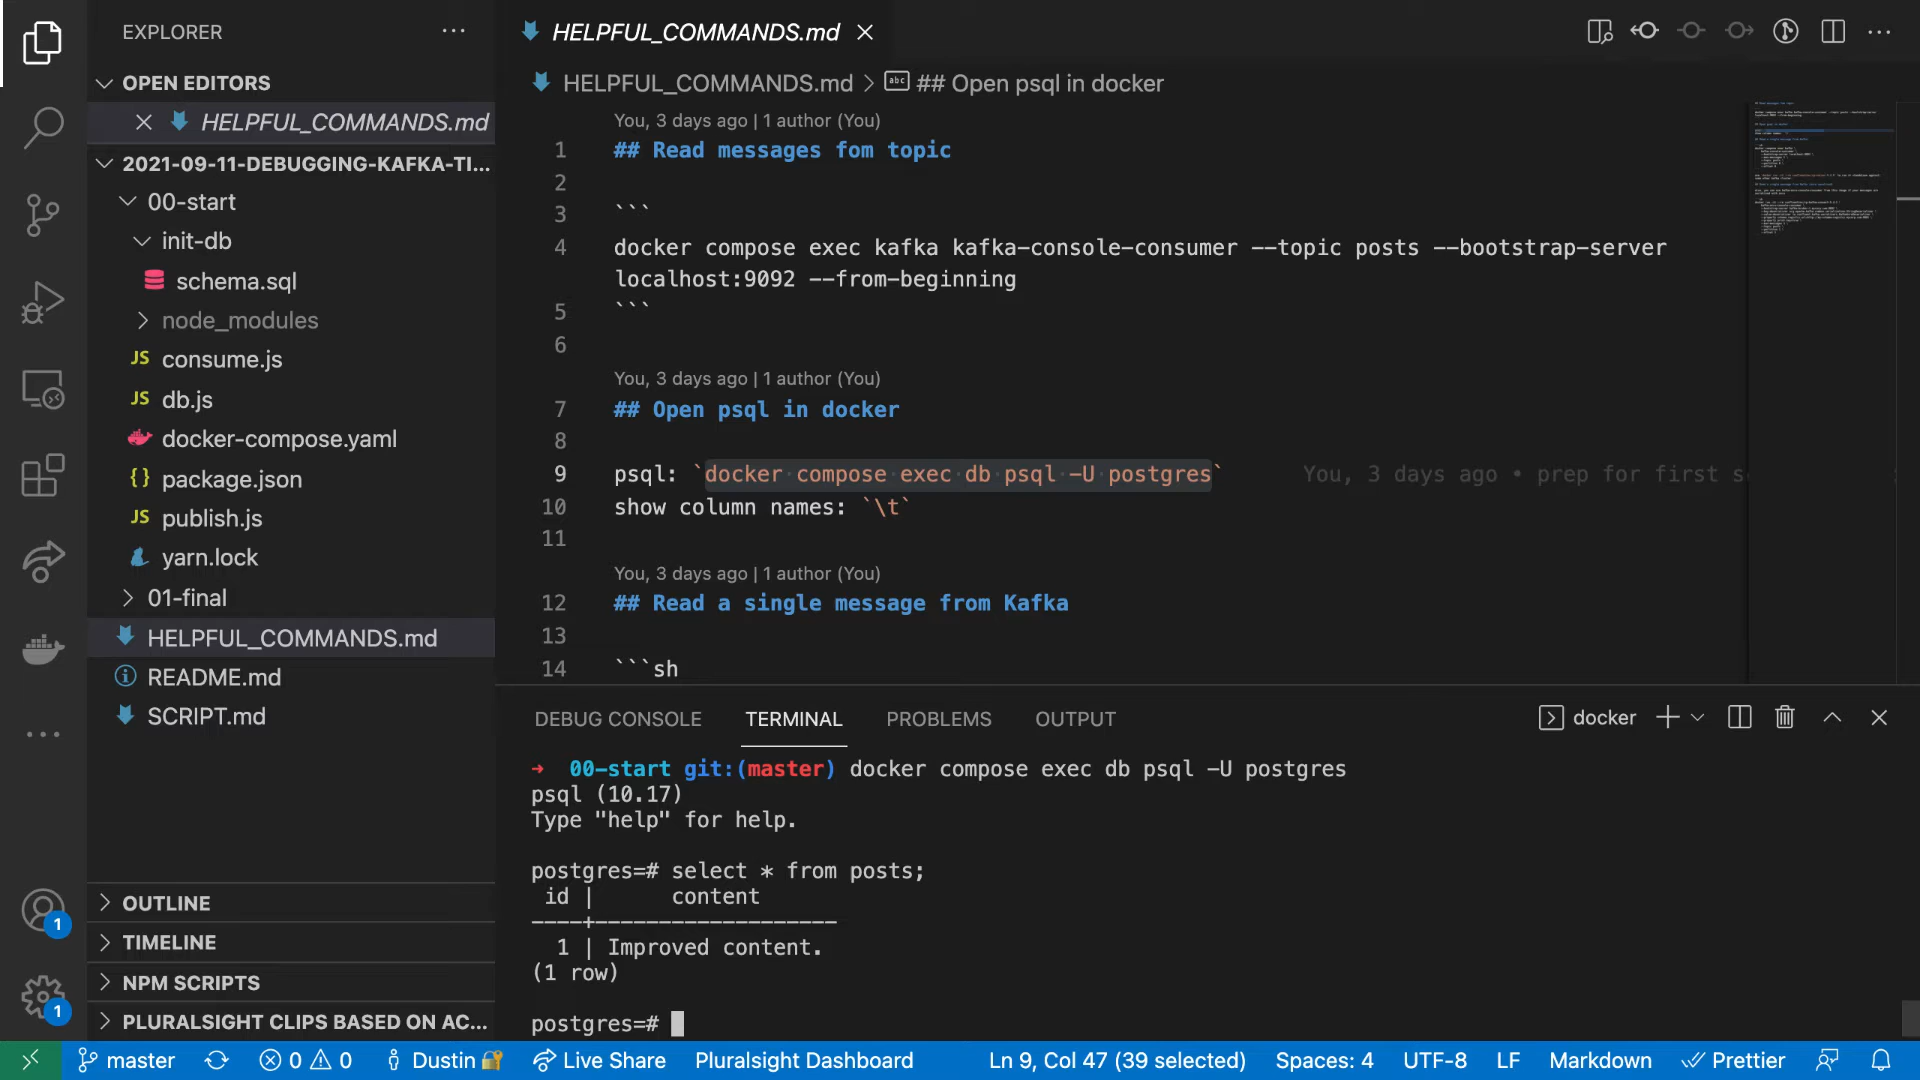 EXPLORER
OPEN EDITORS
HELPFUL_COMMANDS.md
2021-09-11-DEBUGGING-KAFKA-TI...
00-start
init-db
schema.sql
node_modules
JS consume.js
JS db.js
docker-compose.yaml
{} package.json
JS publish.js
yarn.lock
01-final
HELPFUL_COMMANDS.md
README.md
SCRIPT.md
OUTLINE
TIMELINE
NPM SCRIPTS
PLURALSIGHT CLIPS BASED ON AC...
1
1
HELPFUL_COMMANDS.md
HELPFUL_COMMANDS.md > abc ## Open psql in docker
You, 3 days ago | 1 author (You)
1 ## Read messages fom topic
2
3 ```
4 docker compose exec kafka kafka-console-consumer --topic posts --bootstrap-server
localhost:9092 --from-beginning
5 ```
6
You, 3 days ago | 1 author (You)
7 ## Open psql in docker
8
9 psql: `docker compose exec db psql -U postgres` You, 3 days ago • prep for first s
10 show column names: `\t`
11
You, 3 days ago | 1 author (You)
12 ## Read a single message from Kafka
13
14 ```sh
DEBUG CONSOLE TERMINAL PROBLEMS OUTPUT docker
➜ 00-start git:(master) docker compose exec db psql -U postgres
psql (10.17)
Type "help" for help.
postgres=# select * from posts;
id | content
----+-------------------
1 | Improved content.
(1 row)
postgres=#
master 0 0 Dustin Live Share Pluralsight Dashboard Ln 9, Col 47 (39 selected) Spaces: 4 UTF-8 LF Markdown Prettier